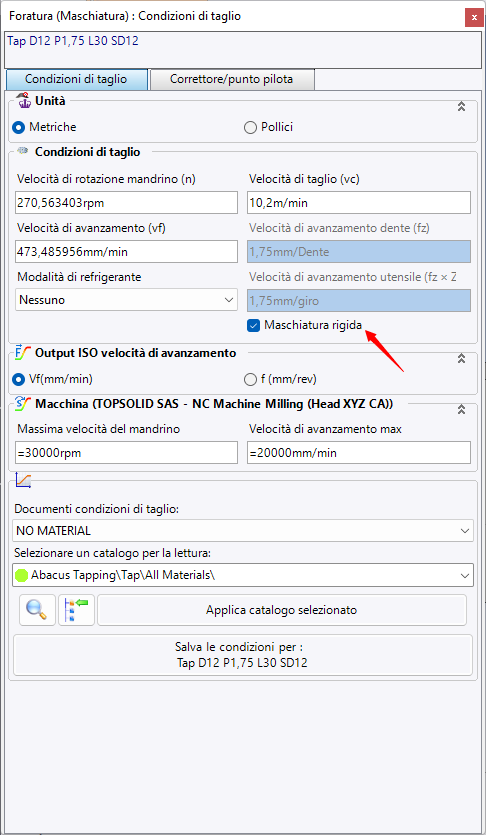 Foratura (Maschiatura) : Condizioni di taglio
x
Tap D12 P1,75 L30 SD12
Condizioni di taglio
Correttore/punto pilota
Unità
Metriche
Pollici
Condizioni di taglio
Velocità di rotazione mandrino (n)
Velocità di taglio (vc)
270,563403rpm
10,2m/min
Velocità di avanzamento (vf)
Velocità di avanzamento dente (fz)
473,485956mm/min
1,75mm/Dente
Modalità di refrigerante
Velocità di avanzamento utensile (fz × Z
Nessuno
1,75mm/giro
Maschiatura rigida
Output ISO velocità di avanzamento
Vf(mm/min)
f (mm/rev)
Macchina (TOPSOLID SAS - NC Machine Milling (Head XYZ CA))
Massima velocità del mandrino
Velocità di avanzamento max
=30000rpm
=20000mm/min
Documenti condizioni di taglio:
NO MATERIAL
Selezionare un catalogo per la lettura:
Abacus Tapping\Tap\All Materials\
Applica catalogo selezionato
Salva le condizioni per :
Tap D12 P1,75 L30 SD12